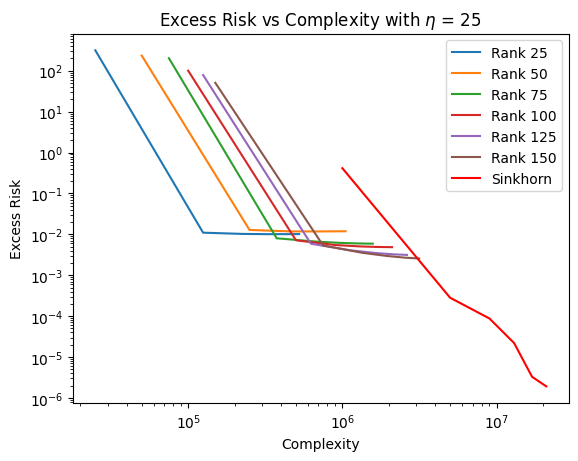 Excess Risk vs Complexity with η = 25
Excess Risk
10²
10¹
10⁰
10⁻¹
10⁻²
10⁻³
10⁻⁴
10⁻⁵
10⁻⁶
Rank 25
Rank 50
Rank 75
Rank 100
Rank 125
Rank 150
Sinkhorn
10⁵ 10⁶ 10⁷
Complexity